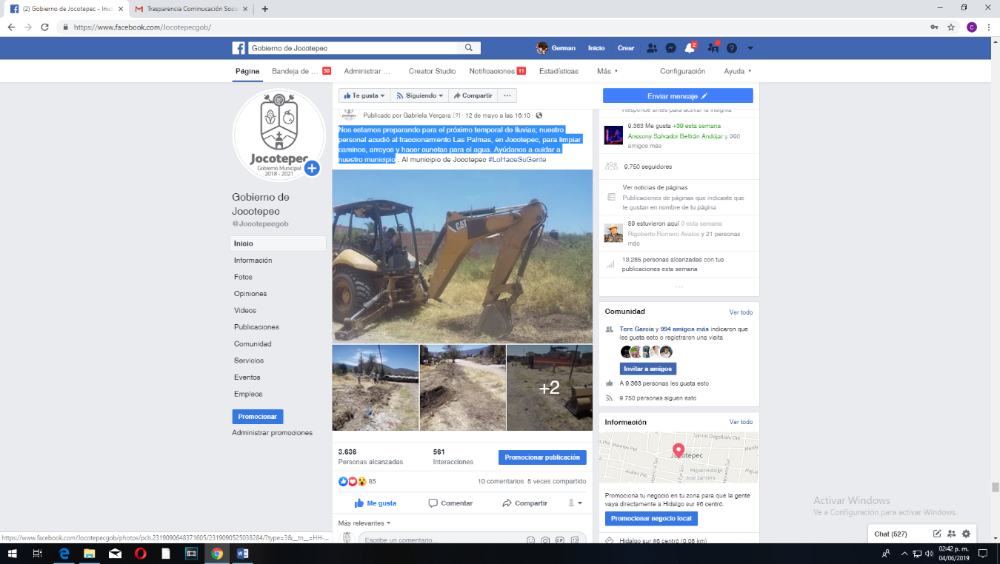 (2) Gobierno de Jocotepec - Inic
Trasparencia Cominucación Socia
https://www.facebook.com/Jocotepecgob/
Gobierno de Jocotepec
German
Inicio
Crear
2
Página
Bandeja de ... 30
Administrar ...
Creator Studio
Notificaciones 11
Estadísticas
Más
Configuración
Ayuda
Jocotepec
Gobierno Municipal
2018 - 2021
Gobierno de
Jocotepec
@Jocotepecgob
Inicio
Información
Fotos
Opiniones
Videos
Publicaciones
Comunidad
Servicios
Eventos
Empleos
Promocionar
Administrar promociones
Te gusta
Siguiendo
Compartir
Publicado por Gabriela Vergara [?] · 12 de mayo a las 16:10 ·
Nos estamos preparando para el próximo temporal de lluvias; nuestro
personal acudió al fraccionamiento Las Palmas, en Jocotepec, para limpiar
caminos, arroyos y hacer cunetas para el agua. Ayúdanos a cuidar a
nuestro municipio . Al municipio de Jocotepec #LoHaceSuGente
CAT
+2
3.636
Personas alcanzadas
561
Interacciones
Promocionar publicación
85
10 comentarios 5 veces compartido
Me gusta
Comentar
Compartir
Más relevantes
Escribe un comentario...
Enviar mensaje
Responde antes para activar la insignia
9.363 Me gusta +39 esta semana
Anssony Salvador Beltrán Andújar y 990
amigos más
9.750 seguidores
Ver noticias de páginas
Publicaciones de páginas que indicaste que
te gustan en nombre de tu página
89 estuvieron aquí 0 esta semana
Rigoberto Romero Avalos y 21 personas
más
13.285 personas alcanzadas con tus
publicaciones esta semana
Comunidad
Ver todo
Tere Garcia y 994 amigos más indicaron que
les gusta esto o registraron una visita
Invitar a amigos
A 9.363 personas les gusta esto
9.750 personas siguen esto
Información
Ver todo
Santos Degollado Ote.
Morelos Pte
Jocotepec
Juárez Pte
Miguel Hidalgo
José Santana
Promociona tu negocio en tu zona para que la gente
vaya directamente a Hidalgo sur #6 centró.
Promocionar negocio local
Hidalgo sur #6 centró (0.08 km)
Activar Windows
Ve a Configuración para activar Windows.
Chat (527)
https://www.facebook.com/Jocotepecgob/photos/pcb.2319090648371605/2319090525038284/?type=3&__tn__=HH-...
02:42 p. m.
04/06/2019